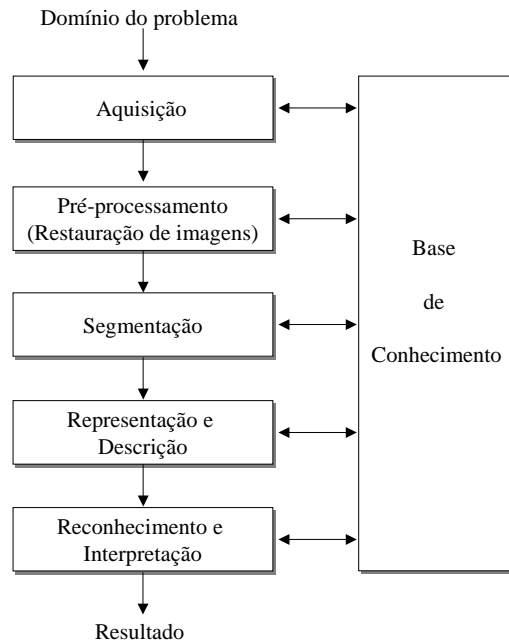 Domínio do problema
Aquisição
Pré-processamento
(Restauração de imagens)
Segmentação
Representação e
Descrição
Reconhecimento e
Interpretação
Resultado
Base
de
Conhecimento